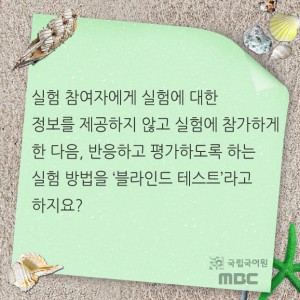 실험 참여자에게 실험에 대한
정보를 제공하지 않고 실험에 참가하게
한 다음, 반응하고 평가하도록 하는
실험 방법을 ‘블라인드 테스트’라고
하지요?
국립국어원
MBC